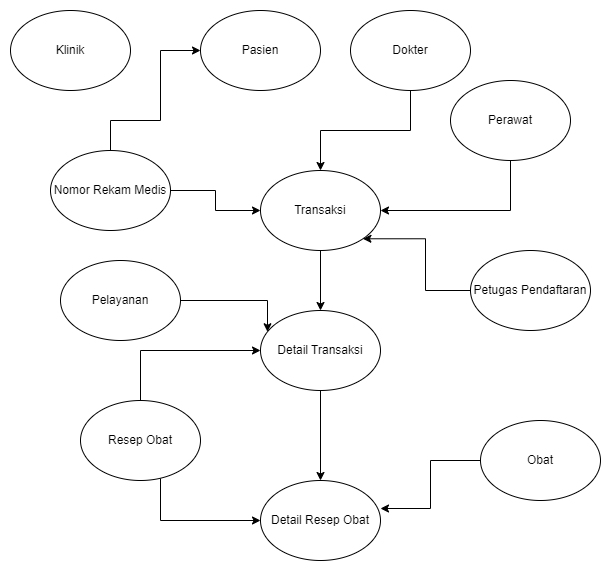 Klinik
Pasien
Dokter
Perawat
Nomor Rekam Medis
Transaksi
Pelayanan
Petugas Pendaftaran
Detail Transaksi
Resep Obat
Obat
Detail Resep Obat